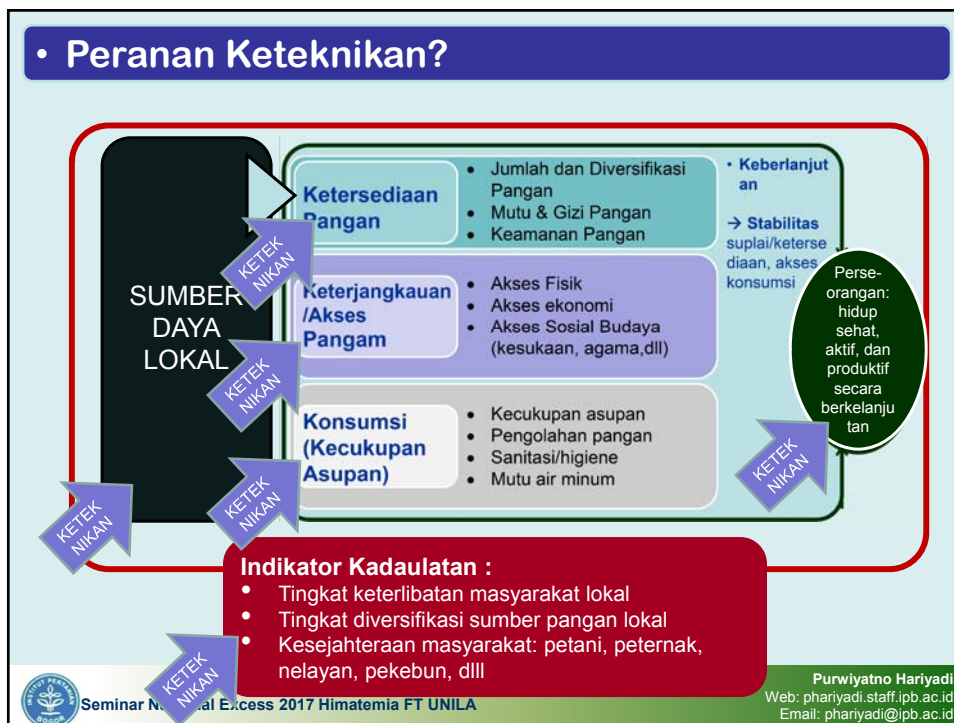 • Peranan Keteknikan?
SUMBER
DAYA
LOKAL
Ketersediaan
Pangan
• Jumlah dan Diversifikasi
Pangan
• Mutu & Gizi Pangan
• Keamanan Pangan
Keterjangkauan
/Akses
Pangam
• Akses Fisik
• Akses ekonomi
• Akses Sosial Budaya
(kesukaan, agama,dll)
Konsumsi
(Kecukupan
Asupan)
• Kecukupan asupan
• Pengolahan pangan
• Sanitasi/higiene
• Mutu air minum
• Keberlanjut
an
→ Stabilitas
suplai/keterse
diaan, akses
konsumsi
Perse-
orangan:
hidup
sehat,
aktif, dan
produktif
secara
berkelanju
tan
KETEK
NIKAN
KETEK
NIKAN
KETEK
NIKAN
KETEK
NIKAN
KETEK
NIKAN
KETEK
NIKAN
Indikator Kadaulatan :
• Tingkat keterlibatan masyarakat lokal
• Tingkat diversifikasi sumber pangan lokal
• Kesejahteraan masyarakat: petani, peternak,
nelayan, pekebun, dlll
INSTITUT PERTANIAN
BOGOR
Seminar N al Excess 2017 Himatemia FT UNILA
Purwiyatno Hariyadi
Web: phariyadi.staff.ipb.ac.id
Email: phariyadi@ipb.ac.id